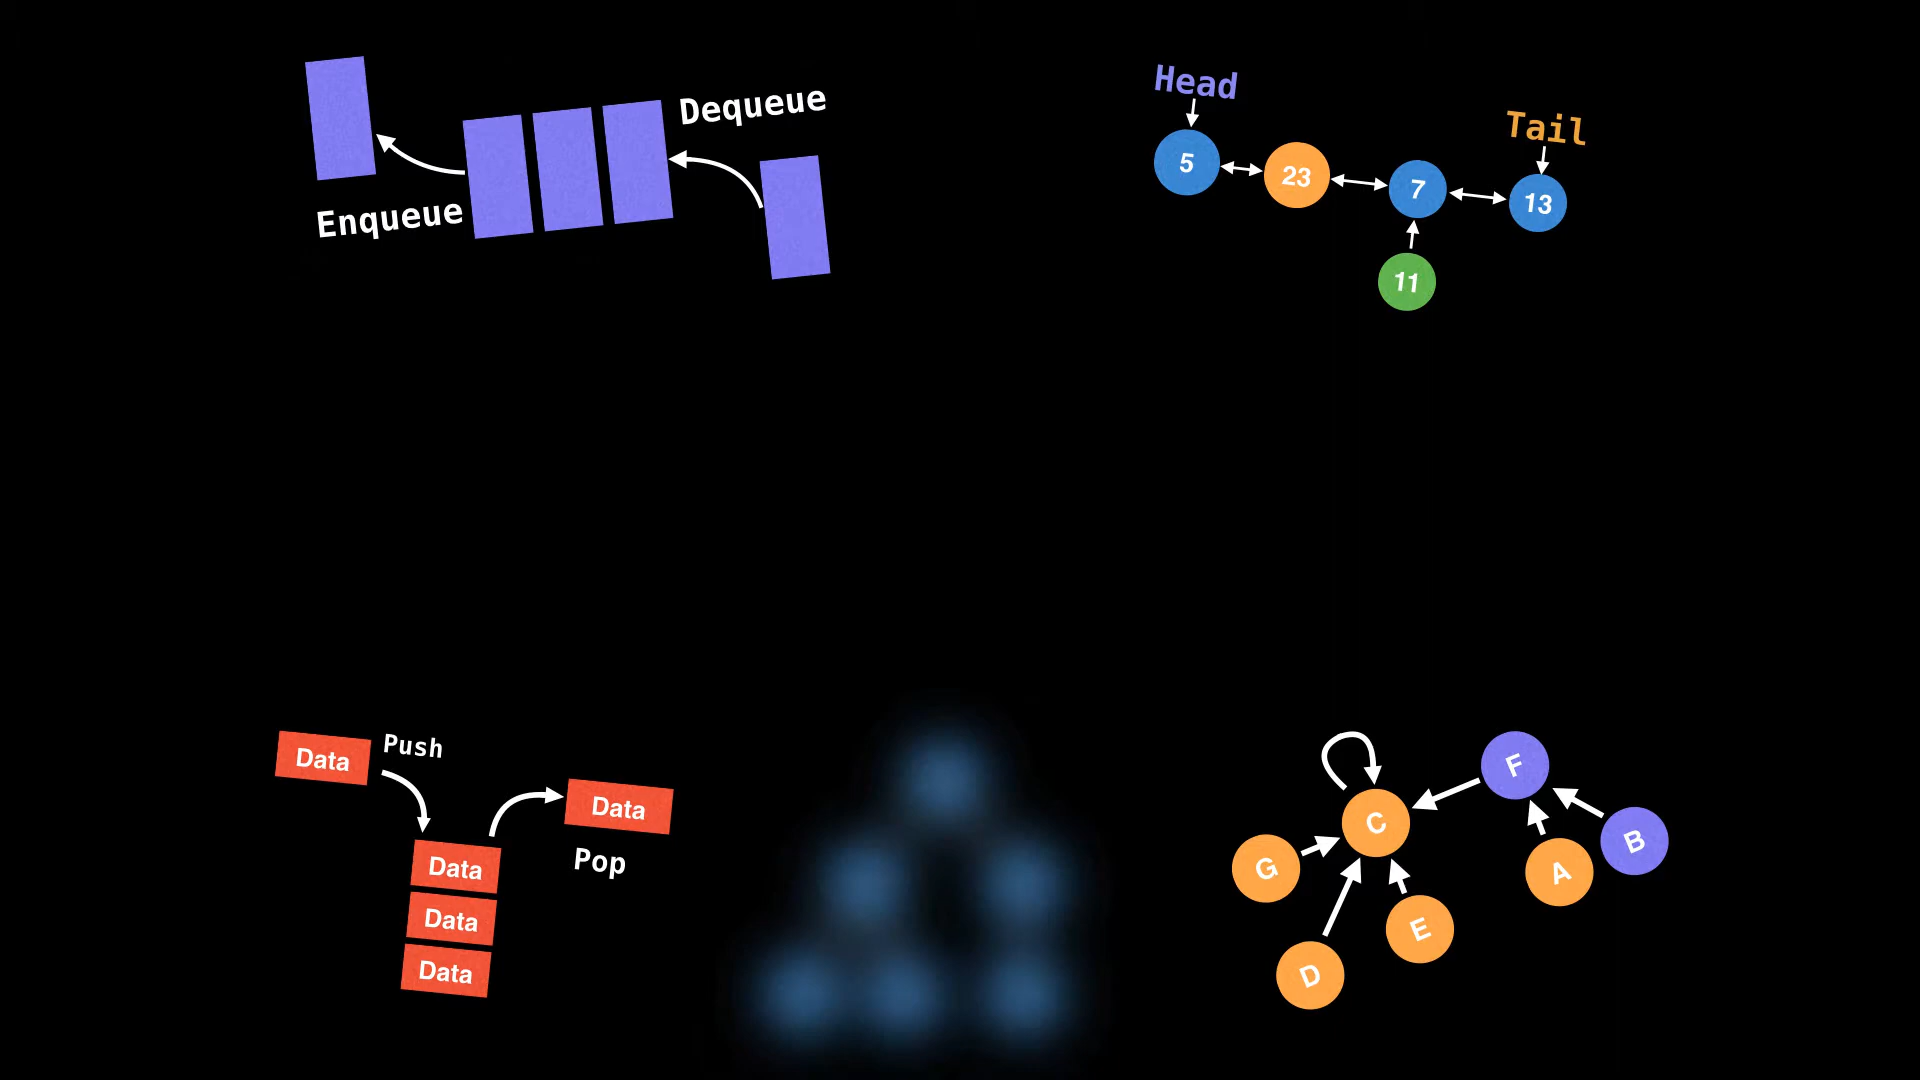 Dequeue
Enqueue
Head
Tail
5
23
7
13
11
Data
Push
Data
Pop
Data
Data
Data
F
C
B
G
A
E
D